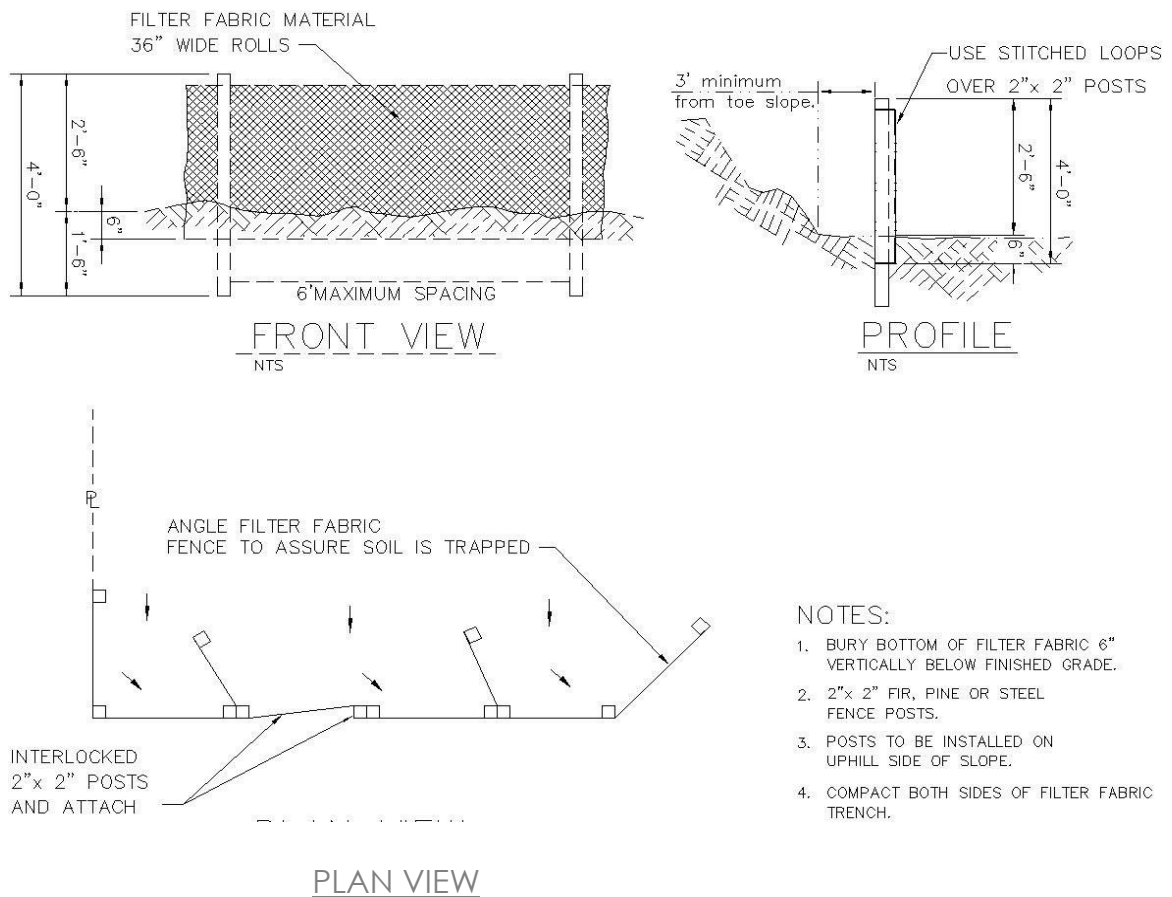 FILTER FABRIC MATERIAL
36" WIDE ROLLS
2'-6"
4'-0"
6"
1'-6"
6'MAXIMUM SPACING
FRONT VIEW
NTS
3' minimum
from toe slope.
USE STITCHED LOOPS
OVER 2"x 2" POSTS
2'-6"
4'-0"
6"
PROFILE
NTS
PL
ANGLE FILTER FABRIC
FENCE TO ASSURE SOIL IS TRAPPED
INTERLOCKED
2"x 2" POSTS
AND ATTACH
PLAN VIEW
NOTES:
1. BURY BOTTOM OF FILTER FABRIC 6"
VERTICALLY BELOW FINISHED GRADE.
2. 2"x 2" FIR, PINE OR STEEL
FENCE POSTS.
3. POSTS TO BE INSTALLED ON
UPHILL SIDE OF SLOPE.
4. COMPACT BOTH SIDES OF FILTER FABRIC
TRENCH.